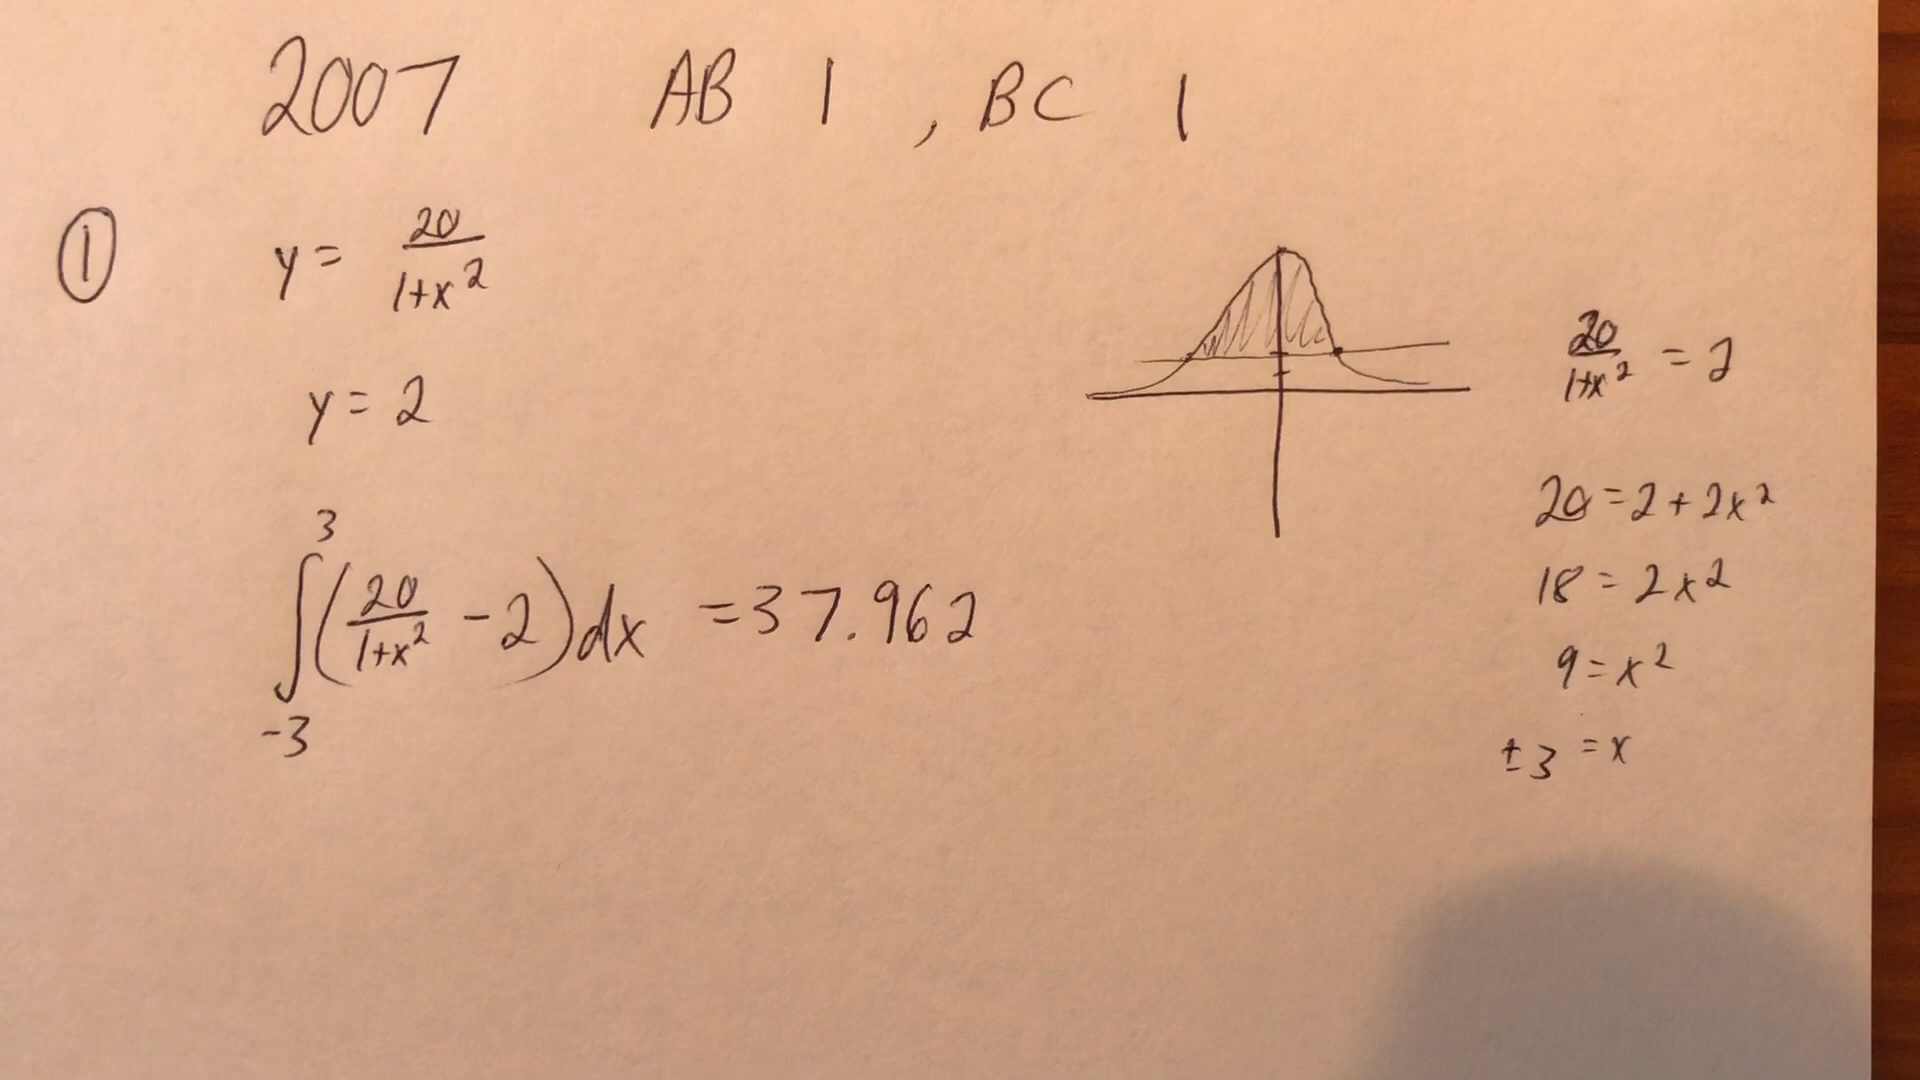 2007 AB 1 , BC 1
① y = 20/(1+x²)
y = 2
∫₋₃³ (20/(1+x²) - 2) dx = 37.962
20/(1+x²) = 2
20 = 2 + 2x²
18 = 2x²
9 = x²
±3 = x